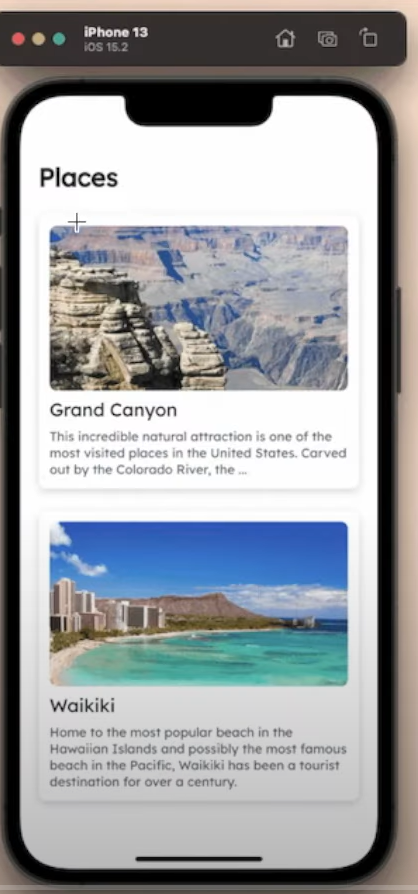 iPhone 13
iOS 15.2
Places
Grand Canyon
This incredible natural attraction is one of the
most visited places in the United States. Carved
out by the Colorado River, the ...
Waikiki
Home to the most popular beach in the
Hawaiian Islands and possibly the most famous
beach in the Pacific, Waikiki has been a tourist
destination for over a century.